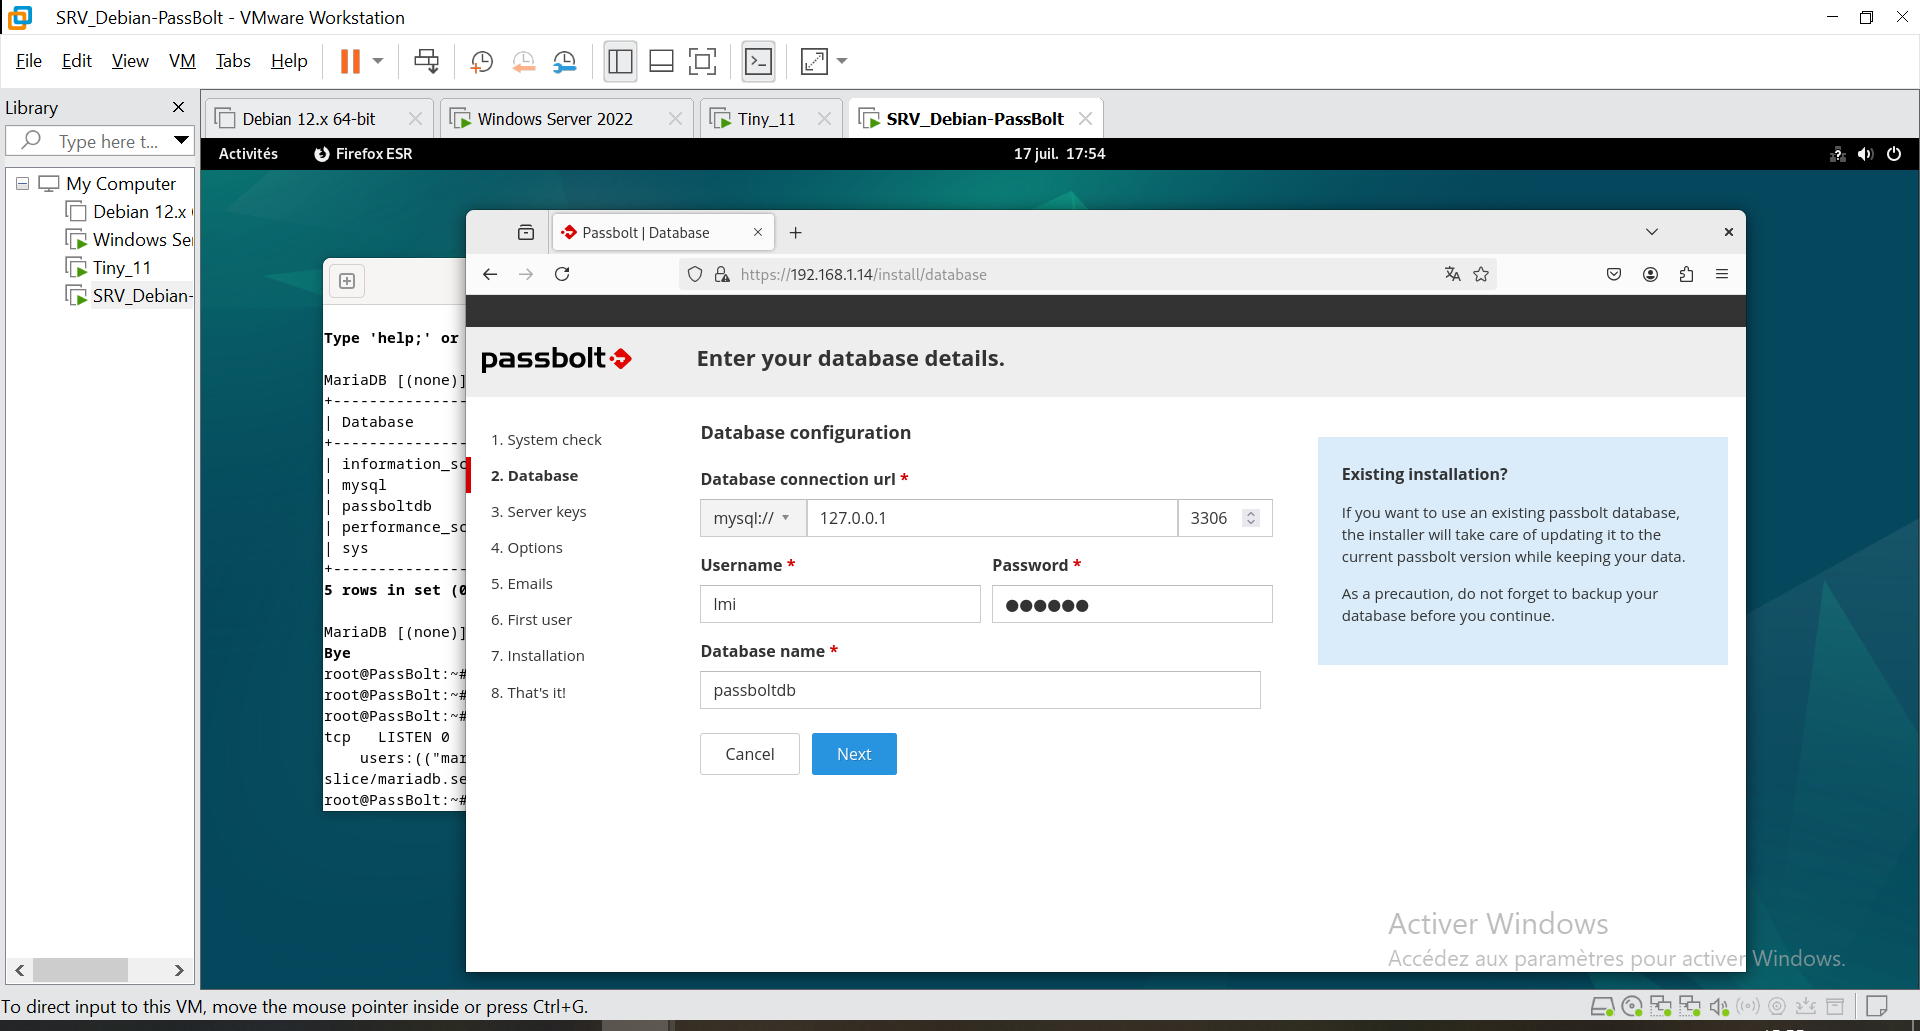 SRV_Debian-PassBolt - VMware Workstation
File Edit View VM Tabs Help
Library
Type here t...
My Computer
Debian 12.x
Windows Se
Tiny_11
SRV_Debian-
Debian 12.x 64-bit
Windows Server 2022
Tiny_11
SRV_Debian-PassBolt
Activités
Firefox ESR
17 juil. 17:54
Type 'help;' or
MariaDB [(none)]
+---------------
| Database
+---------------
| information_sc
| mysql
| passboltdb
| performance_sc
| sys
+---------------
5 rows in set (0
MariaDB [(none)]
Bye
root@PassBolt:~#
root@PassBolt:~#
root@PassBolt:~#
tcp LISTEN 0
users:(("mar
slice/mariadb.se
root@PassBolt:~#
Passbolt | Database
https://192.168.1.14/install/database
passbolt
Enter your database details.
1. System check
2. Database
3. Server keys
4. Options
5. Emails
6. First user
7. Installation
8. That's it!
Database configuration
Database connection url *
mysql:// 127.0.0.1 3306
Username * Password *
lmi ●●●●●●
Database name *
passboltdb
Cancel Next
Existing installation?
If you want to use an existing passbolt database,
the installer will take care of updating it to the
current passbolt version while keeping your data.
As a precaution, do not forget to backup your
database before you continue.
Activer Windows
Accédez aux paramètres pour activer Windows.
To direct input to this VM, move the mouse pointer inside or press Ctrl+G.